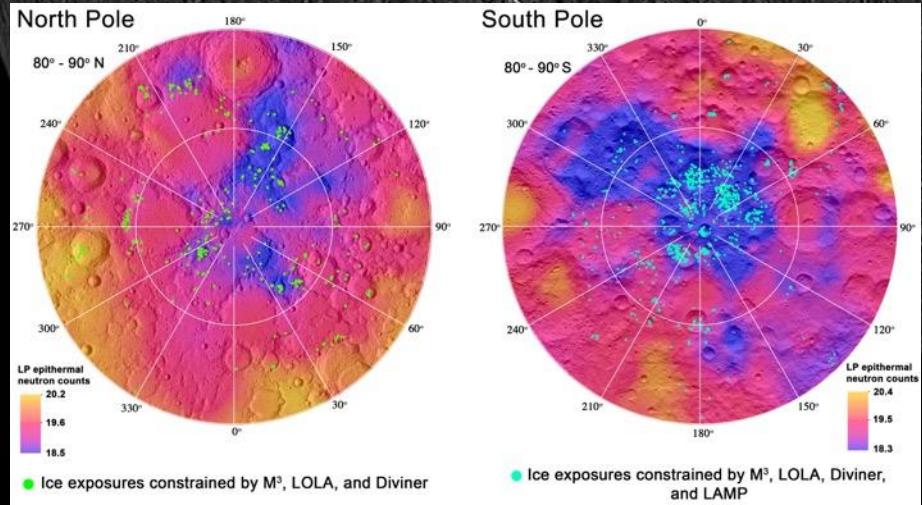 North Pole
80° - 90° N
180°
210°
150°
240°
120°
270°
90°
300°
60°
330°
30°
0°
LP epithermal
neutron counts
20.2
19.6
18.5
Ice exposures constrained by M³, LOLA, and Diviner
South Pole
80° - 90° S
0°
330°
30°
300°
60°
270°
90°
240°
120°
210°
150°
180°
LP epithermal
neutron counts
20.4
19.5
18.3
Ice exposures constrained by M³, LOLA, Diviner,
and LAMP